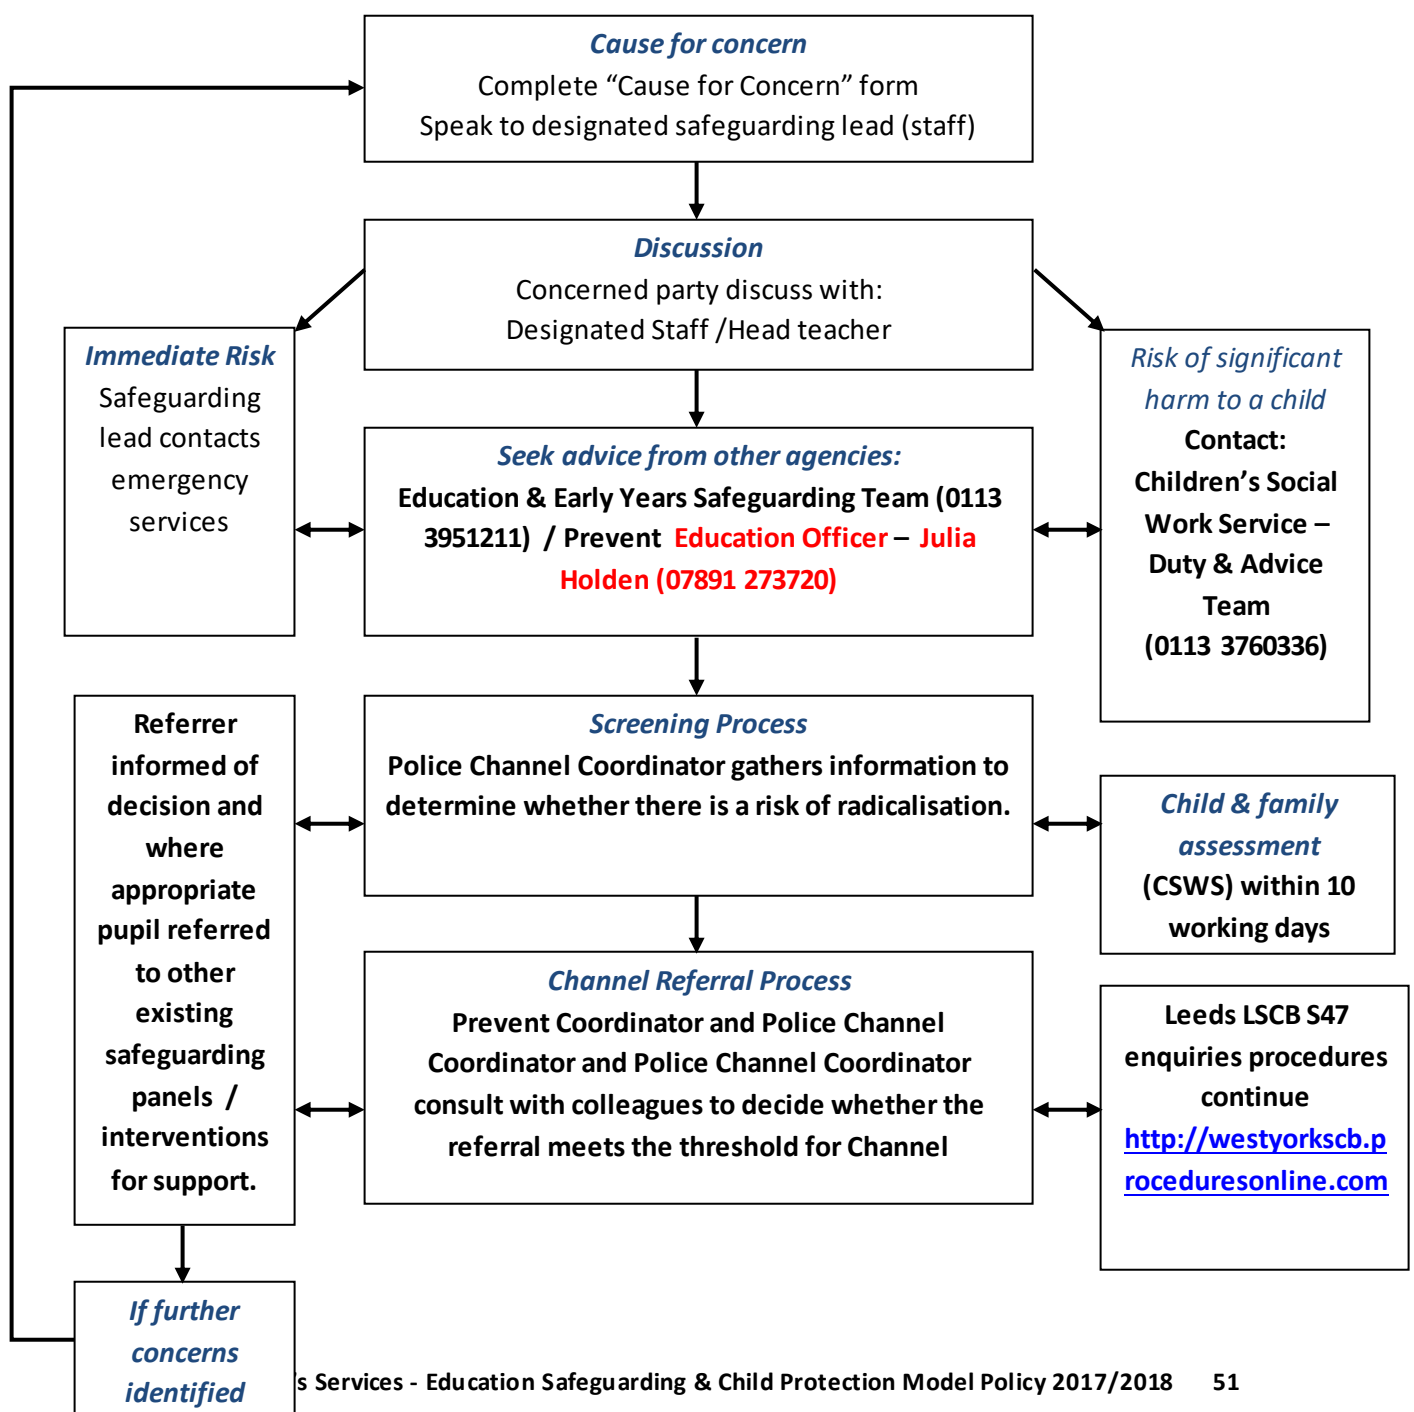 Cause for concern
Complete “Cause for Concern” form
Speak to designated safeguarding lead (staff)
Discussion
Concerned party discuss with:
Designated Staff /Head teacher
Immediate Risk
Safeguarding
lead contacts
emergency
services
Seek advice from other agencies:
Education & Early Years Safeguarding Team (0113
3951211) / Prevent Education Officer – Julia
Holden (07891 273720)
Risk of significant
harm to a child
Contact:
Children’s Social
Work Service –
Duty & Advice
Team
(0113 3760336)
Referrer
informed of
decision and
where
appropriate
pupil referred
to other
existing
safeguarding
panels /
interventions
for support.
Screening Process
Police Channel Coordinator gathers information to
determine whether there is a risk of radicalisation.
Child & family
assessment
(CSWS) within 10
working days
Channel Referral Process
Prevent Coordinator and Police Channel
Coordinator and Police Channel Coordinator
consult with colleagues to decide whether the
referral meets the threshold for Channel
Leeds LSCB S47
enquiries procedures
continue
http://westyorkscb.p
roceduresonline.com
If further
concerns
identified
’s Services - Education Safeguarding & Child Protection Model Policy 2017/2018 51